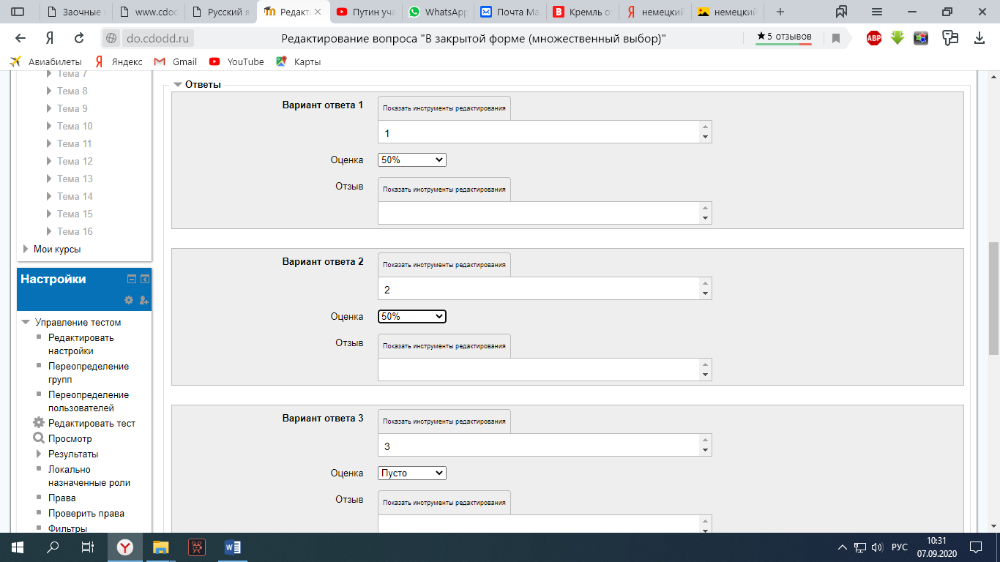 Заочные
www.cdoc
Русский я
Редакти
Путин уча
WhatsApp
Почта Ма
Кремль о
немецкий
немецкий
do.cdodd.ru
Редактирование вопроса "В закрытой форме (множественный выбор)"
★5 отзывов
ABP
Авиабилеты
Яндекс
Gmail
YouTube
Карты
Тема 7
Тема 8
Тема 9
Тема 10
Тема 11
Тема 12
Тема 13
Тема 14
Тема 15
Тема 16
Мои курсы
Настройки
Управление тестом
Редактировать
настройки
Переопределение
групп
Переопределение
пользователей
Редактировать тест
Просмотр
Результаты
Локально
назначенные роли
Права
Проверить права
Фильтры
Ответы
Вариант ответа 1
Показать инструменты редактирования
1
Оценка
50%
Отзыв
Показать инструменты редактирования
Вариант ответа 2
Показать инструменты редактирования
2
Оценка
50%
Отзыв
Показать инструменты редактирования
Вариант ответа 3
Показать инструменты редактирования
3
Оценка
Пусто
Отзыв
Показать инструменты редактирования
РУС
10:31
07.09.2020